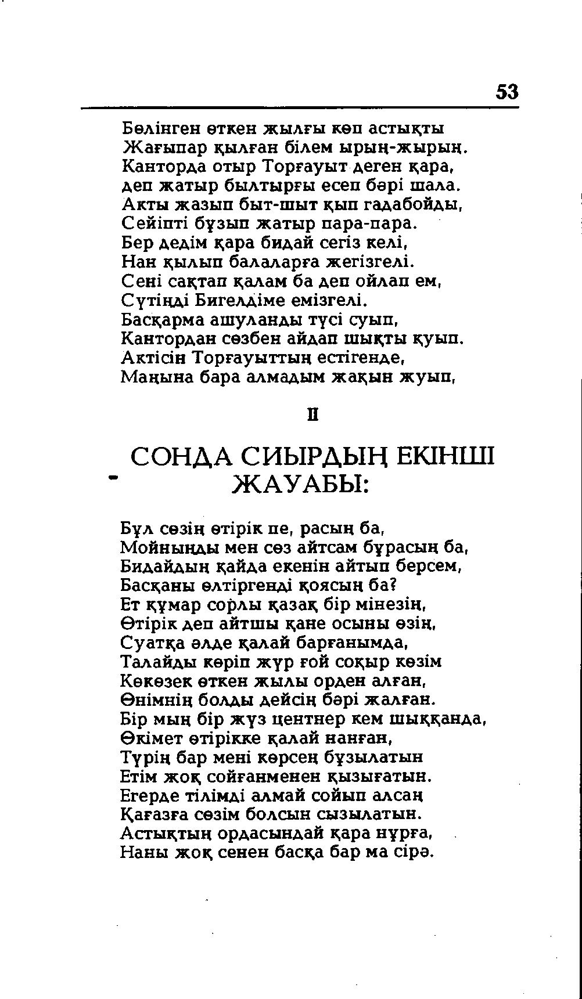 53
Бөлінген өткен жылғы көп астықты
Жағыпар қылған білем ырың-жырың.
Канторда отыр Торғауыт деген қара,
деп жатыр былтырғы есеп бәрі шала.
Акты жазып быт-шыт қып гадабойды,
Сейіпті бұзып жатыр пара-пара.
Бер дедім қара бидай сегіз келі,
Нан қылып балаларға жегізгелі.
Сені сақтап қалам ба деп ойлап ем,
Сүтіңді Бигелдіме емізгелі.
Басқарма ашуланды түсі суып,
Кантордан сөзбен айдап шықты қуып.
Актісін Торғауыттың естігенде,
Маңына бара алмадым жақын жуып,
II
СОНДА СИЫРДЫҢ ЕКІНШІ
ЖАУАБЫ:
Бұл сөзің өтірік пе, расың ба,
Мойныңды мен сөз айтсам бұрасың ба,
Бидайдың қайда екенін айтып берсем,
Басқаны өлтіргенді қоясың ба?
Ет құмар сорлы қазақ бір мінезің,
Өтірік деп айтшы қане осыны өзің,
Суатқа әлде қалай барғанымда,
Талайды көріп жүр ғой соқыр көзім
Көкөзек өткен жылы орден алған,
Өнімнің болды дейсің бәрі жалған.
Бір мың бір жүз центнер кем шыққанда,
Өкімет өтірікке қалай нанған,
Түрің бар мені көрсең бұзылатын
Етім жоқ сойғанменен қызығатын.
Егерде тілімді алмай сойып алсаң
Қағазға сөзім болсын сызылатын.
Астықтың ордасындай қара нұрға,
Наны жоқ сенен басқа бар ма сірә.